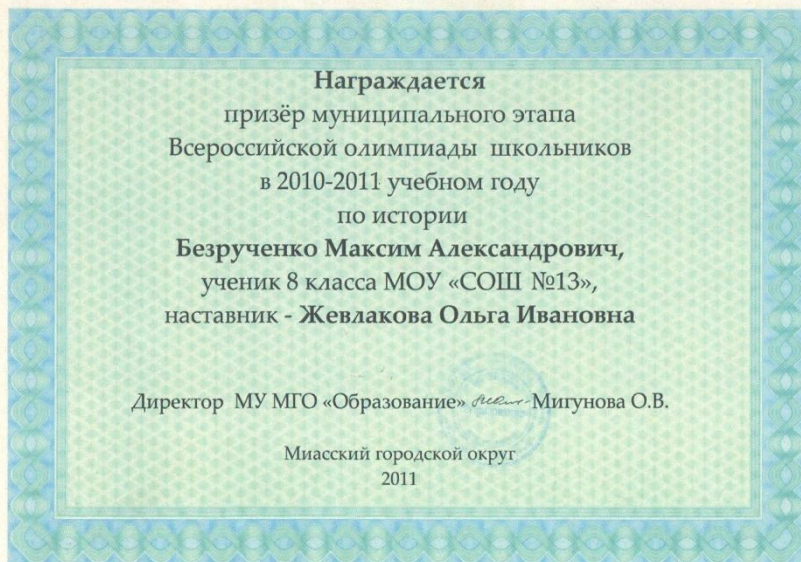 Награждается
призёр муниципального этапа
Всероссийской олимпиады школьников
в 2010-2011 учебном году
по истории
Безрученко Максим Александрович,
ученик 8 класса МОУ «СОШ №13»,
наставник - Жевлакова Ольга Ивановна
Директор МУ МГО «Образование» Мигунова О.В.
Миасский городской округ
2011